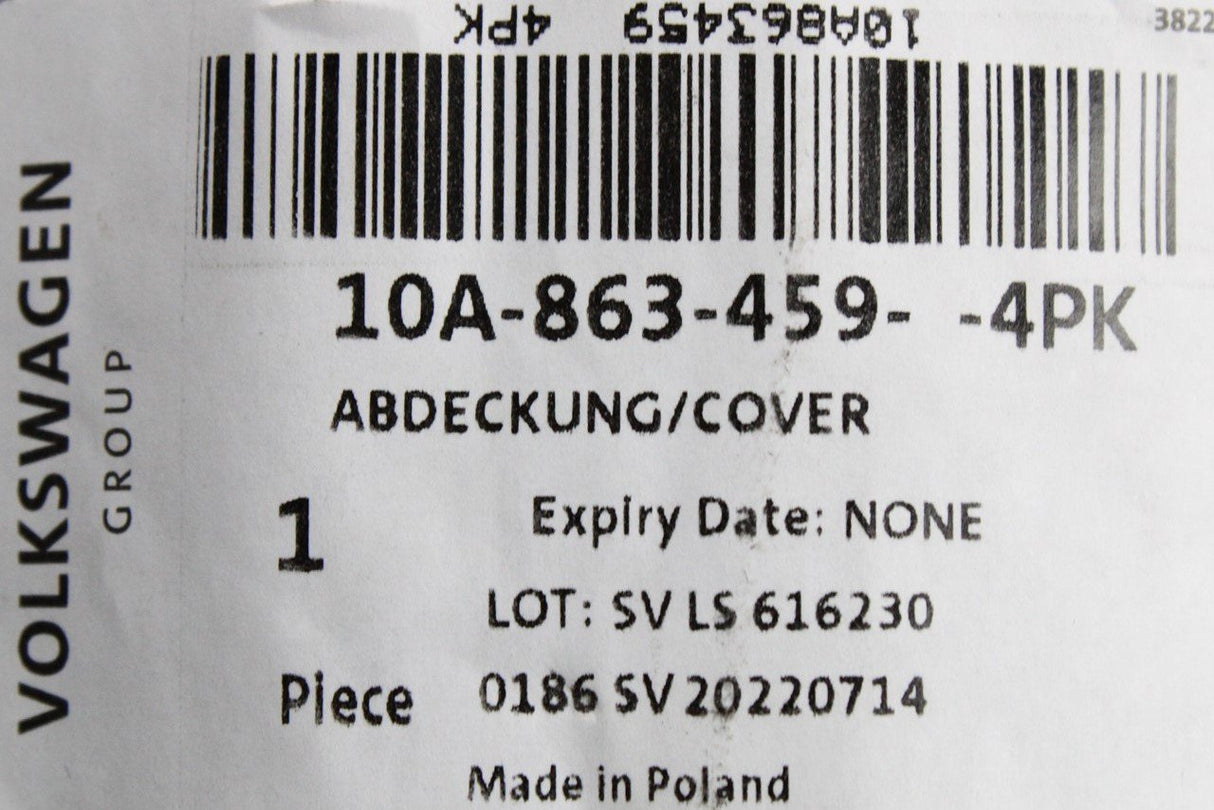 10A863459 4PK
3822
10A-863-459- -4PK
ABDECKUNG/COVER
1
Expiry Date: NONE
LOT: SV LS 616230
Piece
0186 SV 20220714
Made in Poland
VOLKSWAGEN
GROUP